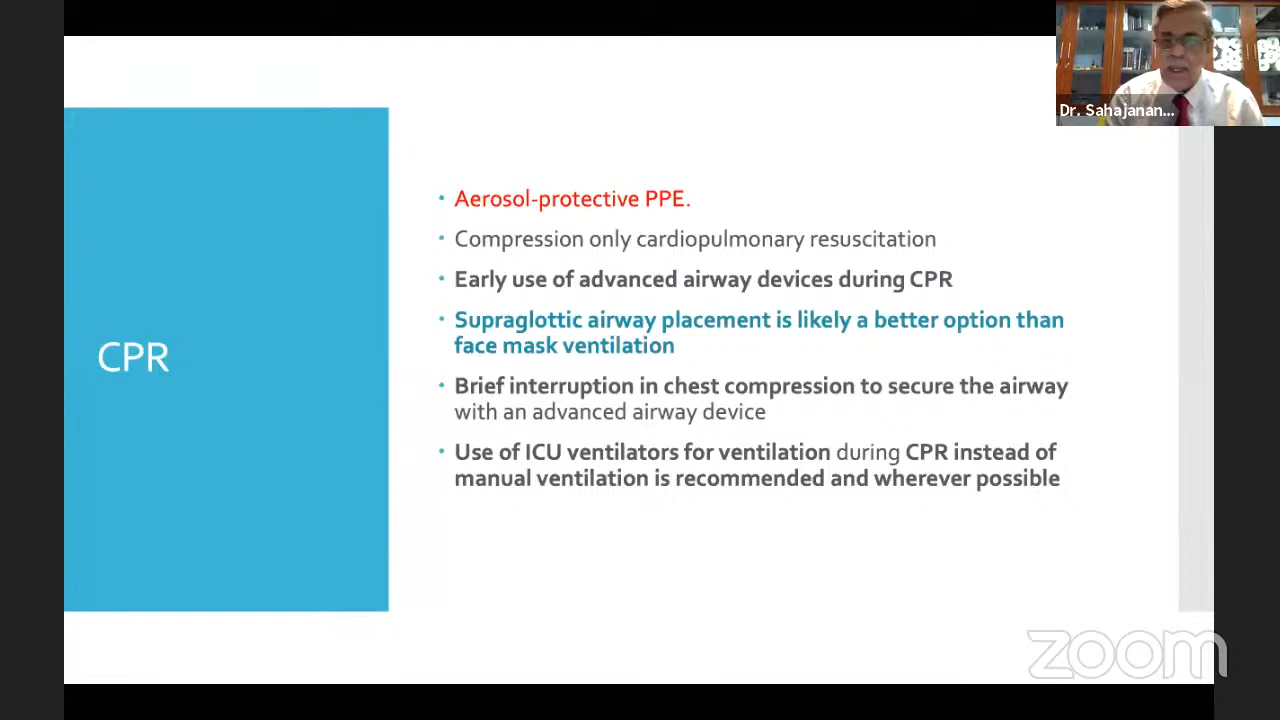 Dr. Sahajanan...
Aerosol-protective PPE.
Compression only cardiopulmonary resuscitation
Early use of advanced airway devices during CPR
Supraglottic airway placement is likely a better option than
face mask ventilation
CPR
Brief interruption in chest compression to secure the airway
with an advanced airway device
Use of ICU ventilators for ventilation during CPR instead of
manual ventilation is recommended and wherever possible
zoom